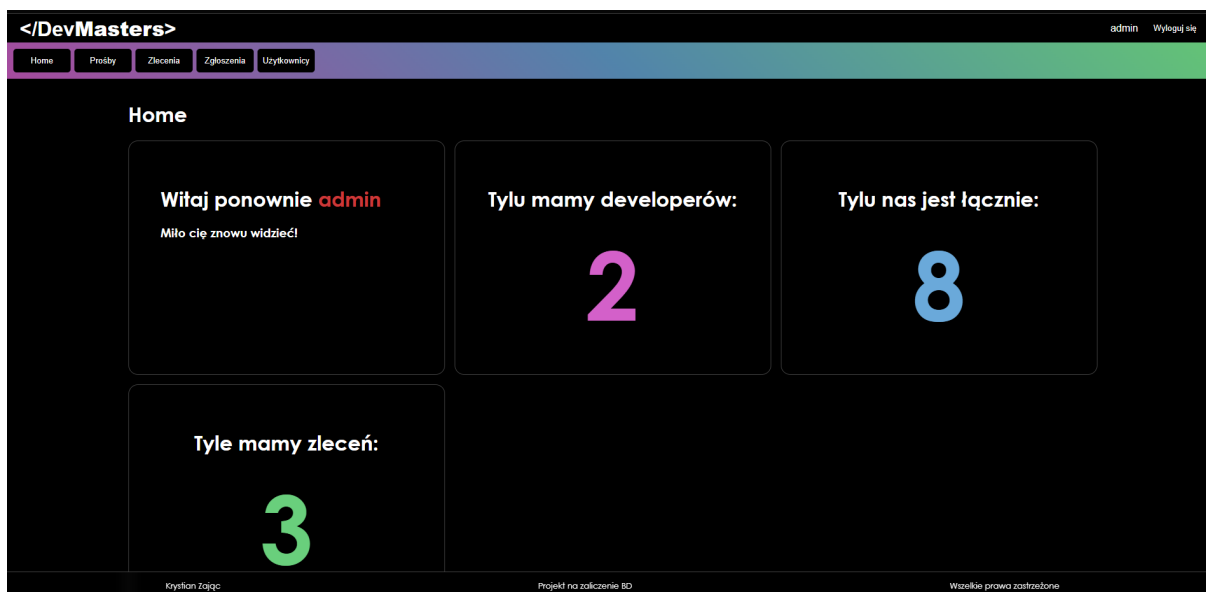 </DevMasters>
admin Wyloguj się
Home Prośby Zlecenia Zgłoszenia Użytkownicy
Home
Witaj ponownie admin
Miło cię znowu widzieć!
Tylu mamy developerów:
2
Tylu nas jest łącznie:
8
Tyle mamy zleceń:
3
Krystian Zając Projekt na zaliczenie BD Wszelkie prawa zastrzeżone